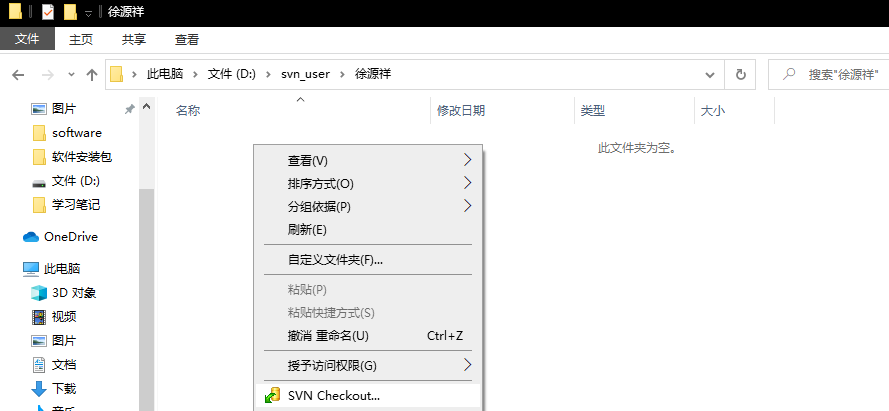 徐源祥
文件 主页 共享 查看
此电脑 文件 (D:) svn_user 徐源祥 搜索"徐源祥"
名称 修改日期 类型 大小
此文件夹为空。
图片
software
软件安装包
文件 (D:)
学习笔记
OneDrive
此电脑
3D 对象
视频
图片
文档
下载
音乐
查看(V)
排序方式(O)
分组依据(P)
刷新(E)
自定义文件夹(F)...
粘贴(P)
粘贴快捷方式(S)
撤消 重命名(U) Ctrl+Z
授予访问权限(G)
SVN Checkout...